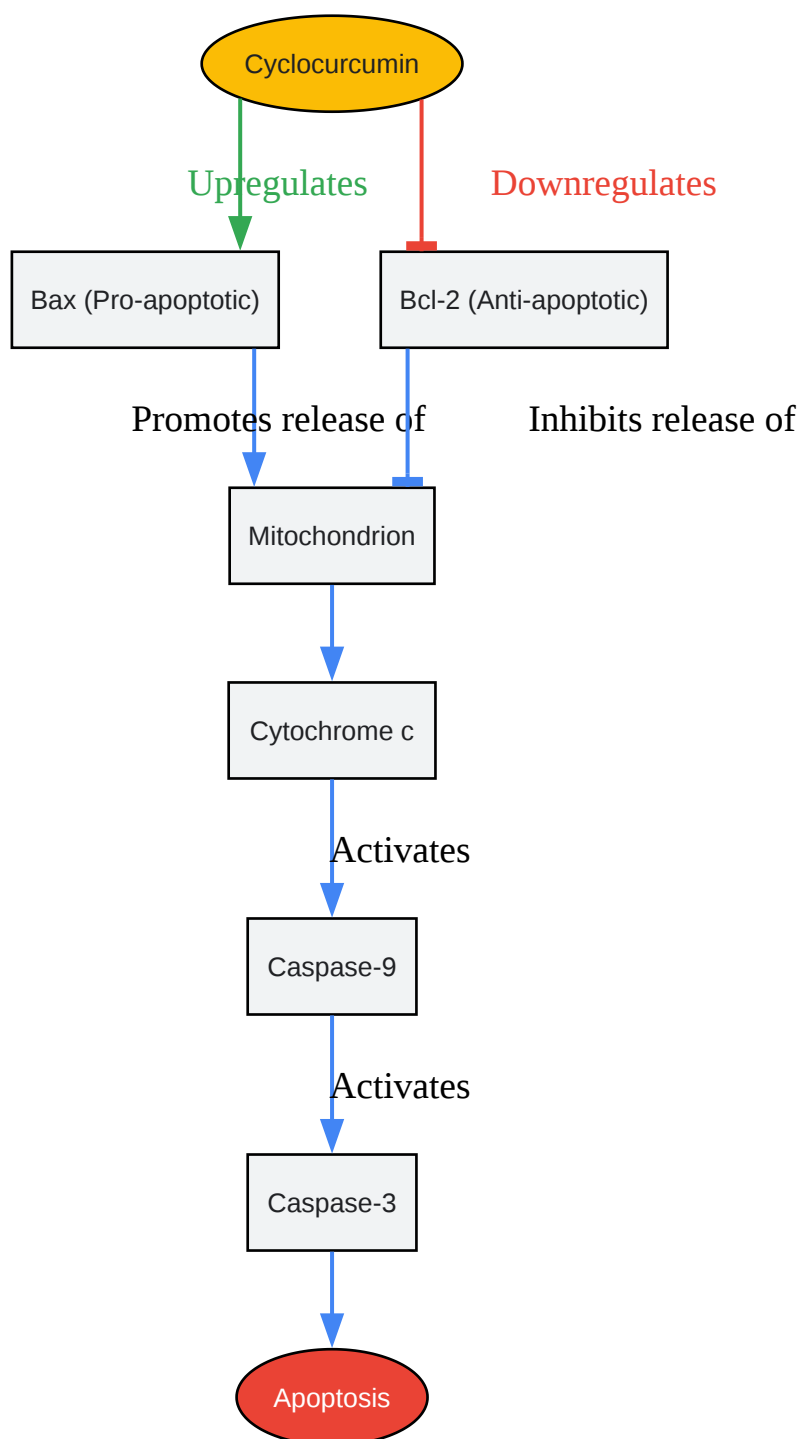 Cyclocurcumin
Upregulates
Downregulates
Bax (Pro-apoptotic)
Bcl-2 (Anti-apoptotic)
Promotes release of
Inhibits release of
Mitochondrion
Cytochrome c
Activates
Caspase-9
Activates
Caspase-3
Apoptosis